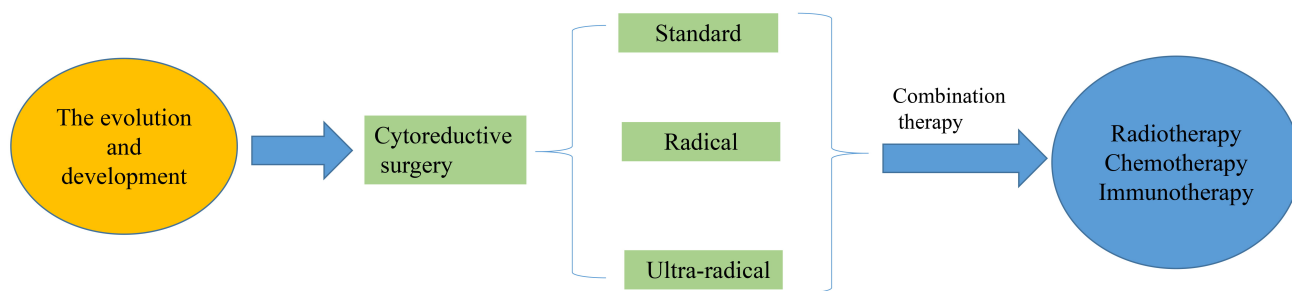 The evolution
and
development
Cytoreductive
surgery
Standard
Radical
Ultra-radical
Combination
therapy
Radiotherapy
Chemotherapy
Immunotherapy